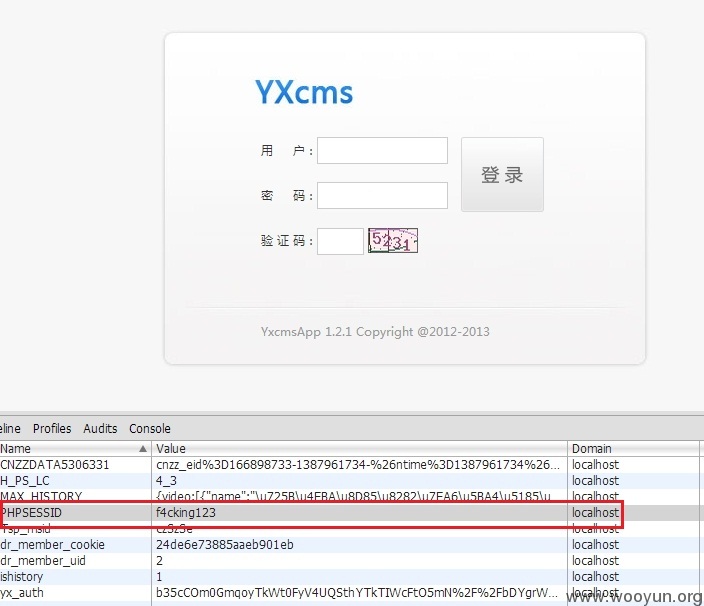 YXcms
用 户：
登 录
密 码：
验证码： 5231
YxcmsApp 1.2.1 Copyright @2012-2013
eline Profiles Audits Console
Name Value Domain
CNZZDATA5306331 cnzz_eid%3D166898733-1387961734-%26ntime%3D1387961734%26... localhost
H_PS_LC 4_3 localhost
MAX_HISTORY {video:[{"name":"\u725B\u4EBA\u8D85\u8282\u7EA6\u5BA4\u5185\u... localhost
PHPSESSID f4cking123 localhost
localhost
dr_member_cookie 24de6e73885aaeb901eb localhost
dr_member_uid 2 localhost
ishistory 1 localhost
yx_auth b35cCOm0GmqoyTkWt0FyV4UQSthYTkTIWcFtO5mN%2F%2FbDYgrW... localhost
www.wooyun.org